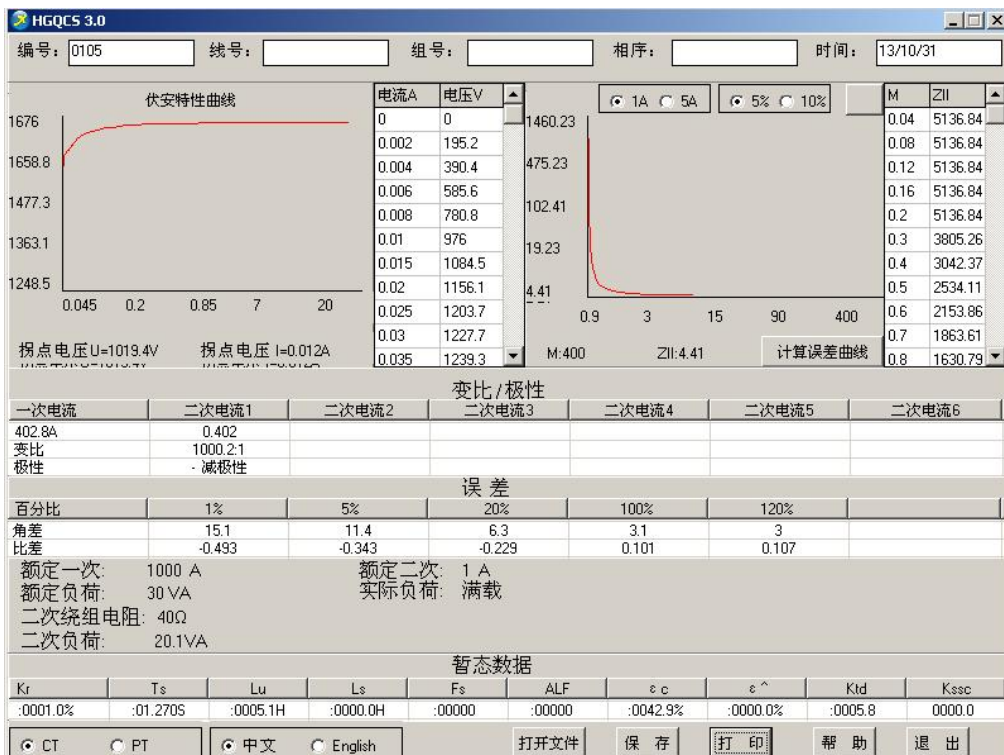 HGQCS 3.0
编号: 0105 线号: 组号: 相序: 时间: 13/10/31
伏安特性曲线
1676
1658.8
1477.3
1363.1
1248.5
0.045 0.2 0.85 7 20
拐点电压U=1019.4V 拐点电压 I=0.012A
电流A 电压V
0 0
0.002 195.2
0.004 390.4
0.006 585.6
0.008 780.8
0.01 976
0.015 1084.5
0.02 1156.1
0.025 1203.7
0.03 1227.7
0.035 1239.3
1A 5A 5% 10%
1460.23
475.23
102.41
19.23
4.41
0.9 3 15 90 400
M:400 ZII:4.41 计算误差曲线
M ZII
0.04 5136.84
0.08 5136.84
0.12 5136.84
0.16 5136.84
0.2 5136.84
0.3 3805.26
0.4 3042.37
0.5 2534.11
0.6 2153.86
0.7 1863.61
0.8 1630.79
变比/极性
一次电流 二次电流1 二次电流2 二次电流3 二次电流4 二次电流5 二次电流6
402.8A 0.402
变比 1000.2:1
极性 - 减极性
误 差
百分比 1% 5% 20% 100% 120%
角差 15.1 11.4 6.3 3.1 3
比差 -0.493 -0.343 -0.229 0.101 0.107
额定一次: 1000 A 额定二次: 1 A
额定负荷: 30 VA 实际负荷: 满载
二次绕组电阻: 40Ω
二次负荷: 20.1VA
暂态数据
Kr Ts Lu Ls Fs ALF ε c ε ^ Ktd Kssc
:0001.0% :01.270S :0005.1H :0000.0H :00000 :00000 :0042.9% :0000.0% :0005.8 0000.0
CT PT 中文 English 打开文件 保 存 打 印 帮 助 退 出